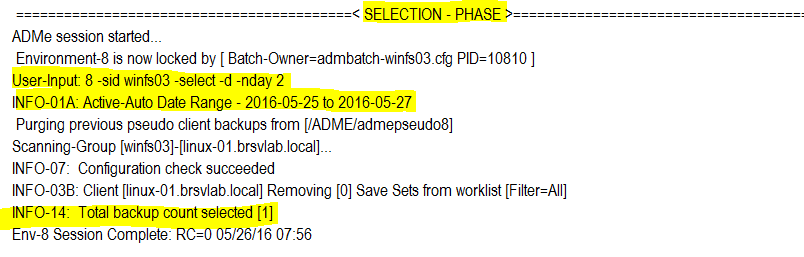 ==========================================< SELECTION - PHASE >=====================================
ADMe session started...
Environment-8 is now locked by [ Batch-Owner=admbatch-winfs03.cfg PID=10810 ]
User-Input: 8 -sid winfs03 -select -d -nday 2
INFO-01A: Active-Auto Date Range - 2016-05-25 to 2016-05-27
Purging previous pseudo client backups from [/ADME/admepseudo8]
Scanning-Group [winfs03]-[linux-01.brsvlab.local]...
INFO-07:  Configuration check succeeded
INFO-03B: Client [linux-01.brsvlab.local] Removing [0] Save Sets from worklist [Filter=All]
INFO-14:  Total backup count selected [1]
Env-8 Session Complete: RC=0 05/26/16 07:56